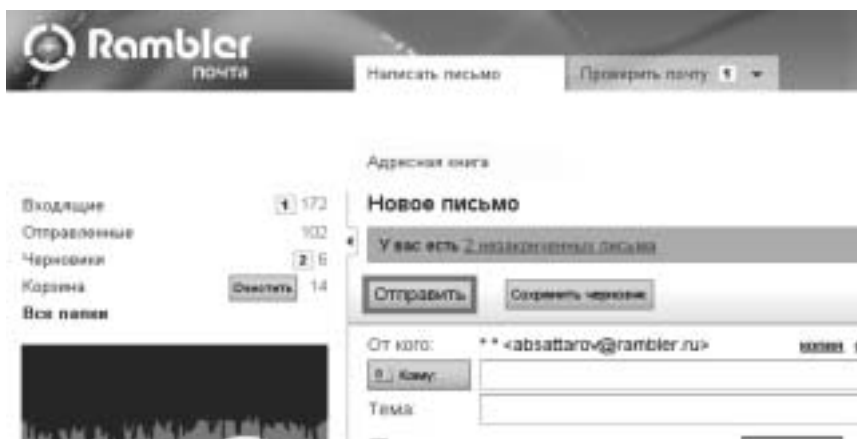 Rambler
почта
Написать письмо
Проверить почту 1
Адресная книга
Входящие 1 172
Отправленные 102
Черновики 2 6
Корзина Очистить 14
Все папки
Новое письмо
У вас есть 2 незаконченных письма
Отправить Сохранить черновик
От кого: * * <absattarov@rambler.ru> копия
Кому:
Тема: